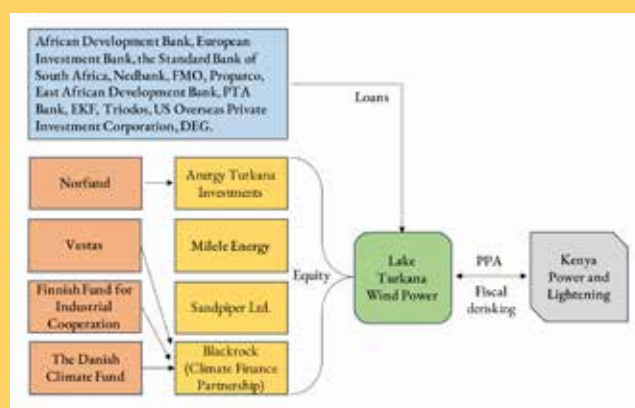 African Development Bank, European
Investment Bank, the Standard Bank of
South Africa, Nedbank, FMO, Proparco,
East African Development Bank, PTA
Bank, EKF, Triodos, US Overseas Private
Investment Corporation, DEG.
Loans
Norfund
Anergy Turkana
Investments
Vestas
Milele Energy
Finnish Fund for
Industrial
Cooperation
Sandpiper Ltd.
The Danish
Climate Fund
Blackrock
(Climate Finance
Partnership)
Equity
Lake
Turkana
Wind Power
PPA
Fiscal
derisking
Kenya
Power and
Lightening